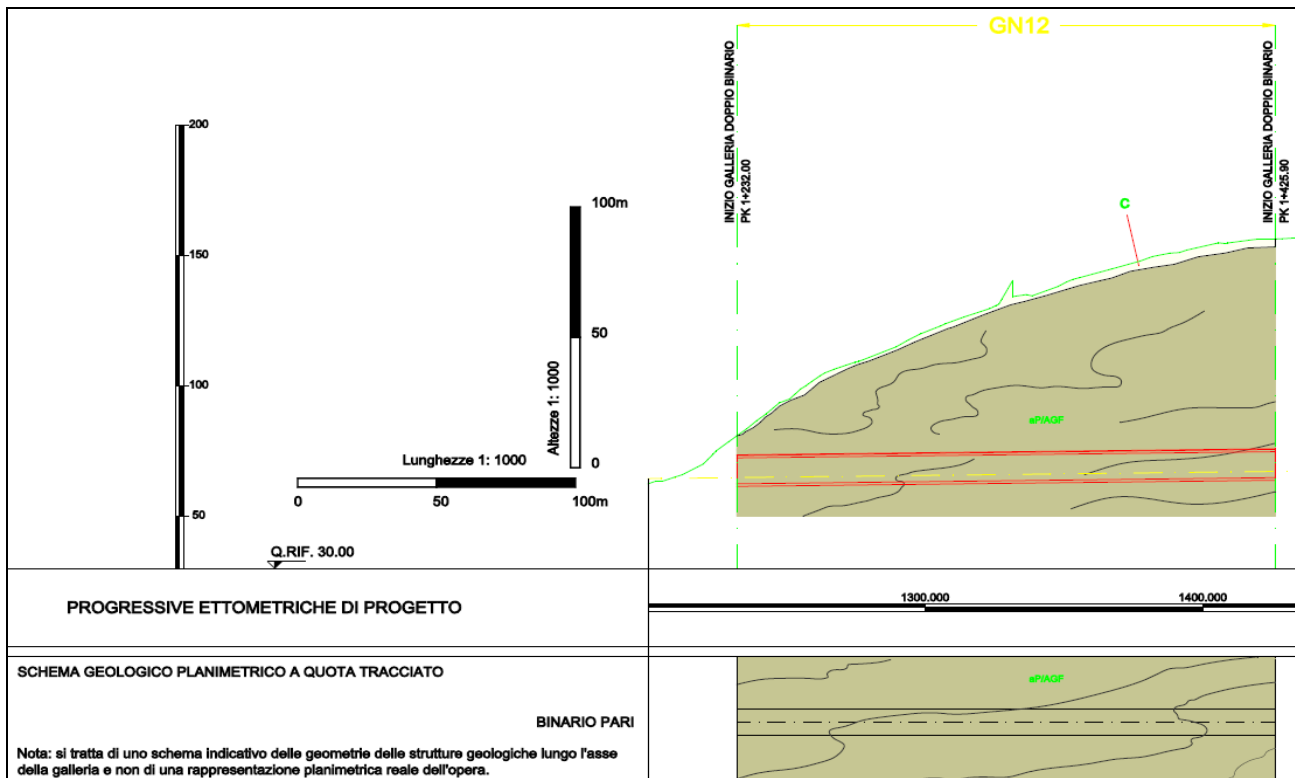 GN12
INIZIO GALLERIA DOPPIO BINARIO
PK 1+232.00
INIZIO GALLERIA DOPPIO BINARIO
PK 1+425.90
200
150
100
50
100m
50
0
Altezze 1: 1000
Lunghezze 1: 1000
0
50
100m
C
aP/AGF
Q.RIF. 30.00
PROGRESSIVE ETTOMETRICHE DI PROGETTO
1300.000
1400.000
SCHEMA GEOLOGICO PLANIMETRICO A QUOTA TRACCIATO
aP/AGF
BINARIO PARI
Nota: si tratta di uno schema indicativo delle geometrie delle strutture geologiche lungo l'asse
della galleria e non di una rappresentazione planimetrica reale dell'opera.